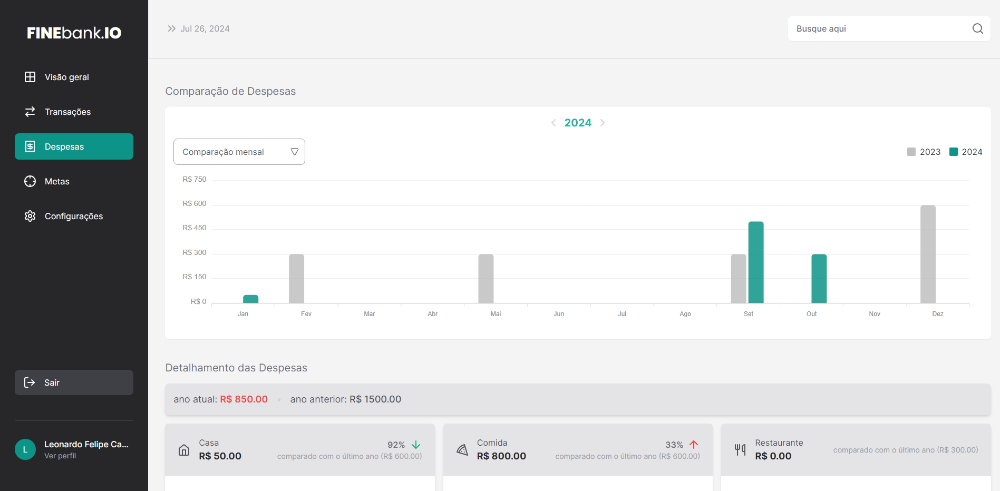 FINEbank.IO
Visão geral
Transações
Despesas
Metas
Configurações
Sair
L
Leonardo Felipe Ca...
Ver perfil
Jul 26, 2024
Busque aqui
Comparação de Despesas
2024
Comparação mensal
2023 2024
R$ 750
R$ 600
R$ 450
R$ 300
R$ 150
R$ 0
Jan Fev Mar Abr Mai Jun Jul Ago Set Out Nov Dez
Detalhamento das Despesas
ano atual: R$ 850.00 ano anterior: R$ 1500.00
Casa
R$ 50.00
92%
comparado com o último ano (R$ 600.00)
Comida
R$ 800.00
33%
comparado com o último ano (R$ 600.00)
Restaurante
R$ 0.00
comparado com o último ano (R$ 300.00)